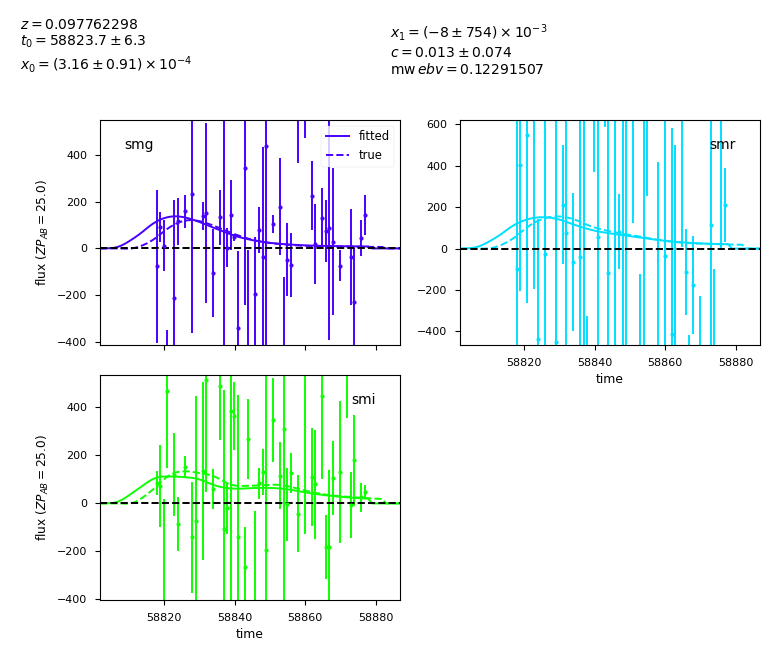 z = 0.097762298
t₀ = 58823.7 ± 6.3
x₀ = (3.16 ± 0.91) × 10⁻⁴
x₁ = (−8 ± 754) × 10⁻³
c = 0.013 ± 0.074
mw ebv = 0.12291507
smg
fitted
true
400
200
0
−200
−400
flux (ZP_AB = 25.0)
smr
600
400
200
0
−200
−400
58820 58840 58860 58880
time
smi
400
200
0
−200
−400
flux (ZP_AB = 25.0)
58820 58840 58860 58880
time